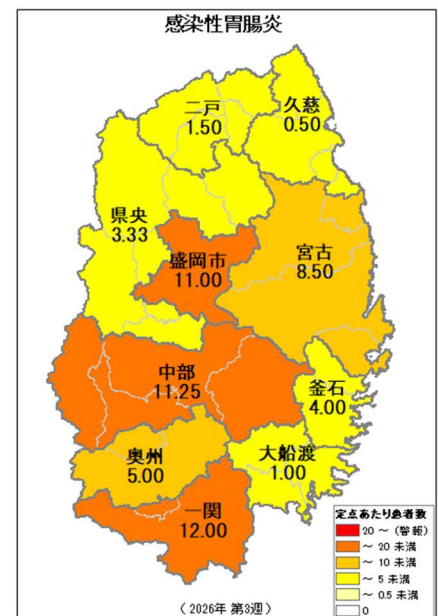 感染性胃腸炎
二戸
1.50
久慈
0.50
県央
3.33
盛岡市
11.00
宮古
8.50
中部
11.25
釜石
4.00
奥州
5.00
大船渡
1.00
一関
12.00
定点あたり患者数
20 ～ (警報)
～ 20 未満
～ 10 未満
～ 5 未満
～ 0.5 未満
0
(2026年 第3週)